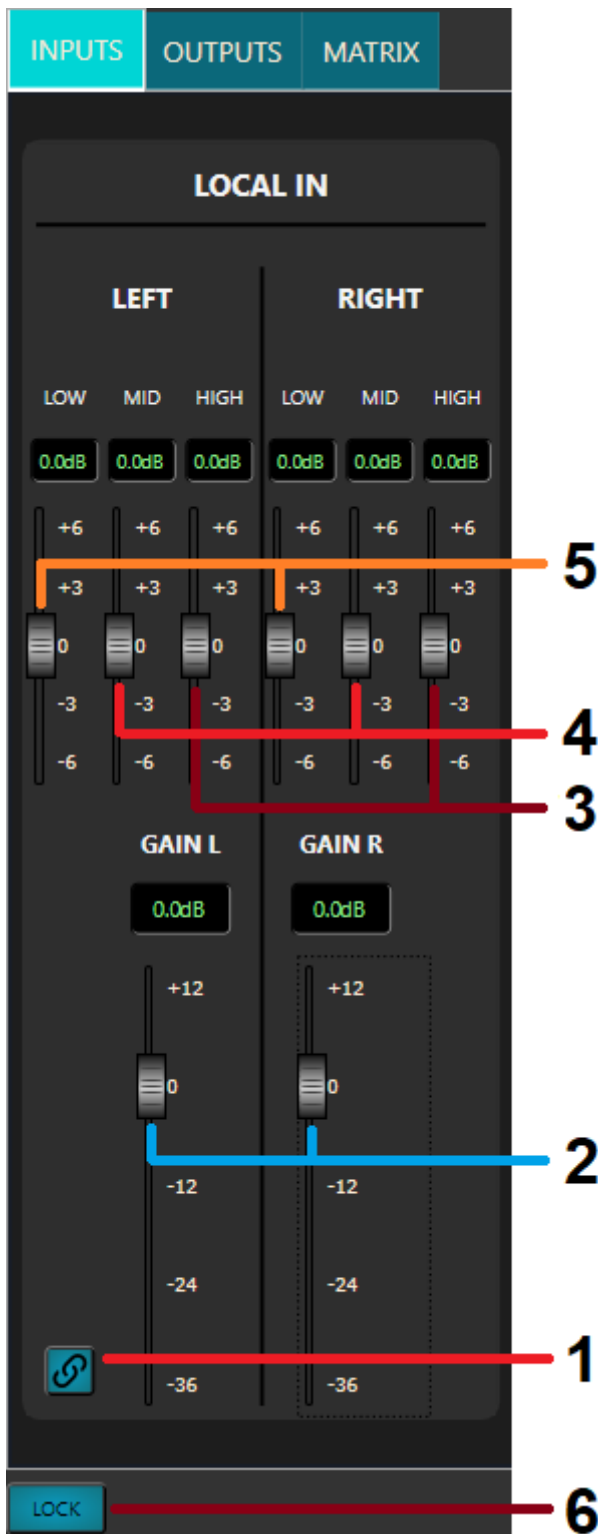 INPUTS OUTPUTS MATRIX
LOCAL IN
LEFT RIGHT
LOW MID HIGH LOW MID HIGH
0.0dB 0.0dB 0.0dB 0.0dB 0.0dB 0.0dB
+6 +6 +6 +6 +6 +6
5
+3 +3 +3 +3 +3 +3
0 0 0 0 0 0
-3 -3 -3 -3 -3 -3
4
-6 -6 -6 -6 -6 -6
3
GAIN L GAIN R
0.0dB 0.0dB
+12 +12
0 0
2
-12 -12
-24 -24
1
-36 -36
LOCK 6